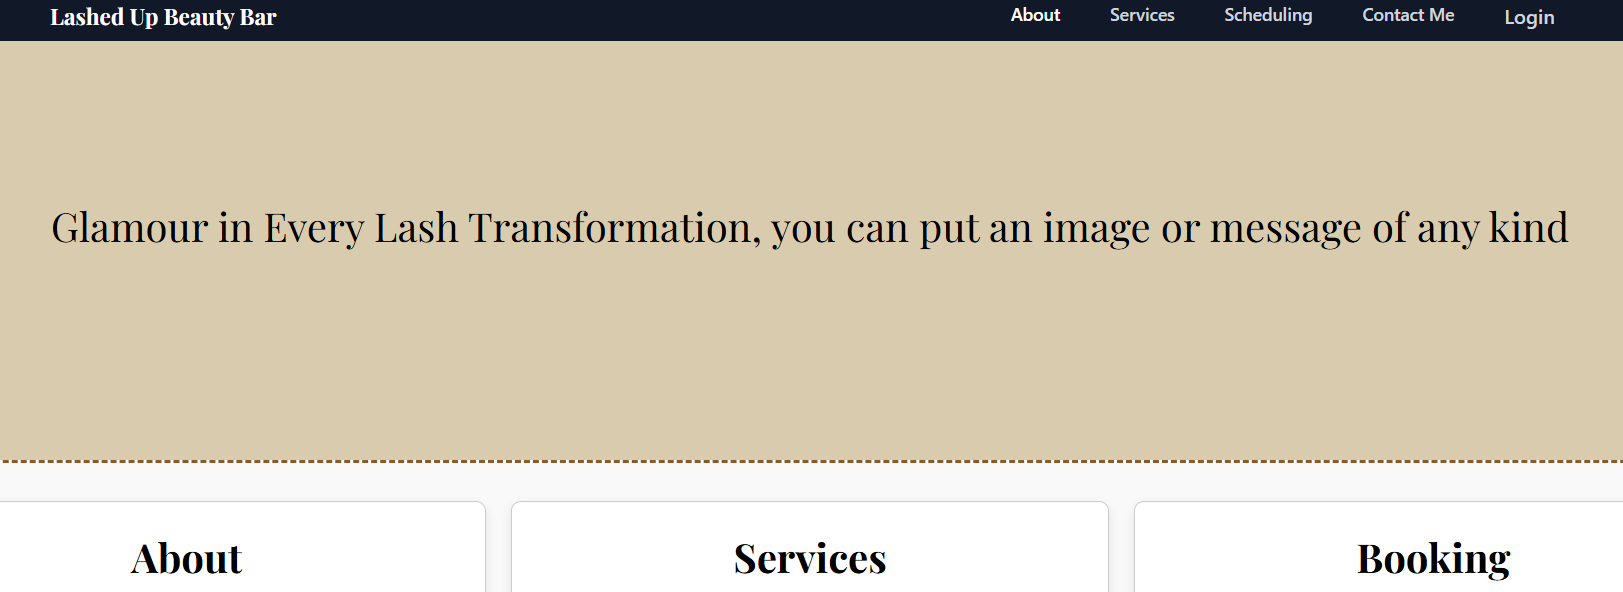 Lashed Up Beauty Bar
About Services Scheduling Contact Me Login
Glamour in Every Lash Transformation, you can put an image or message of any kind
About Services Booking